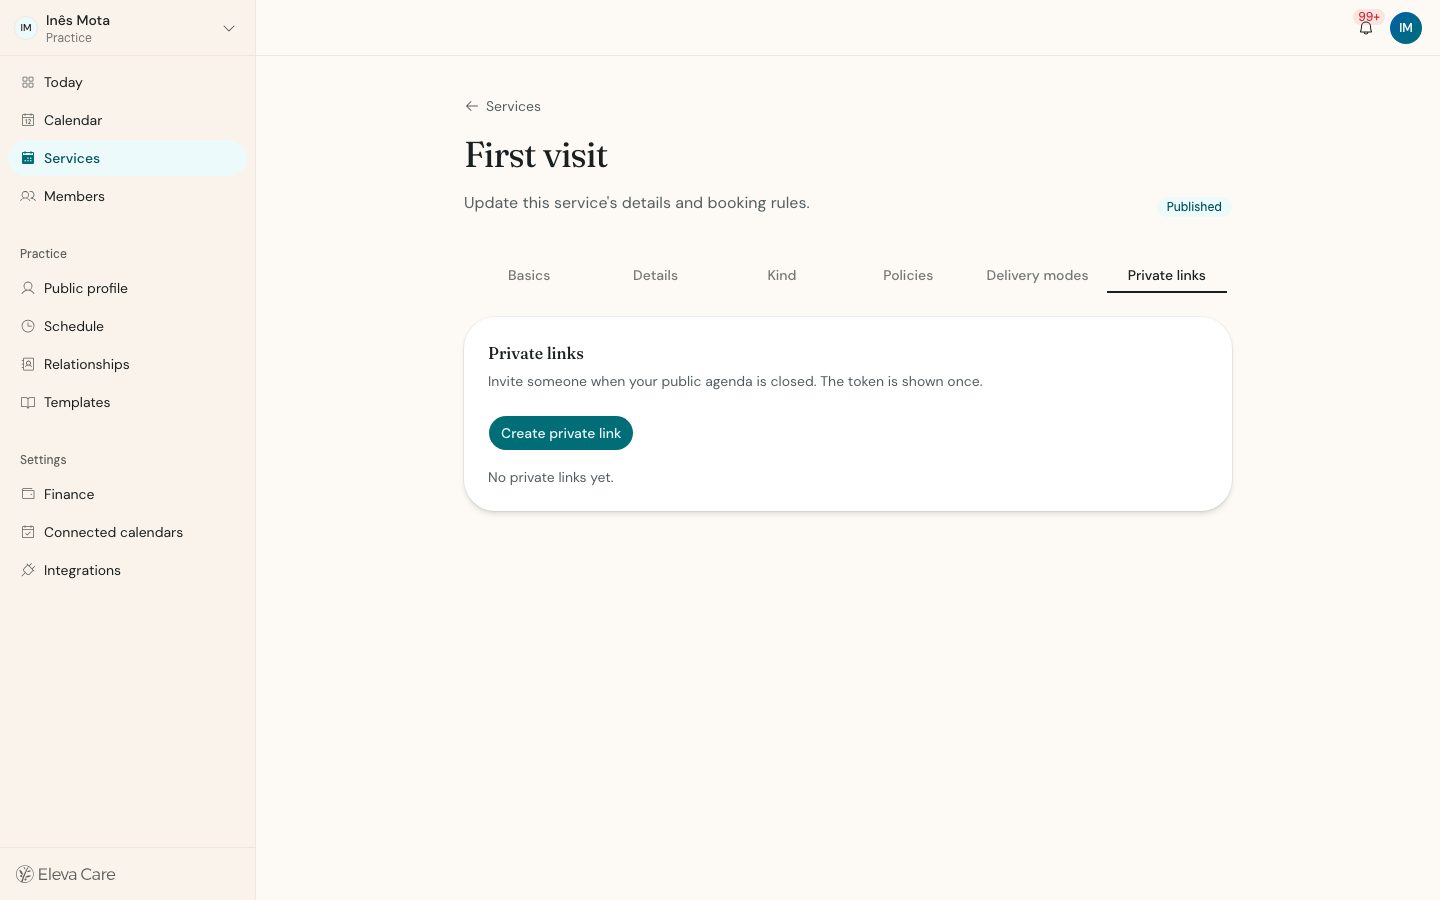 IM
Inês Mota
Practice
99+
IM
Today
Calendar
Services
Members
Practice
Public profile
Schedule
Relationships
Templates
Settings
Finance
Connected calendars
Integrations
Eleva Care
Services
First visit
Update this service's details and booking rules.
Published
Basics
Details
Kind
Policies
Delivery modes
Private links
Private links
Invite someone when your public agenda is closed. The token is shown once.
Create private link
No private links yet.